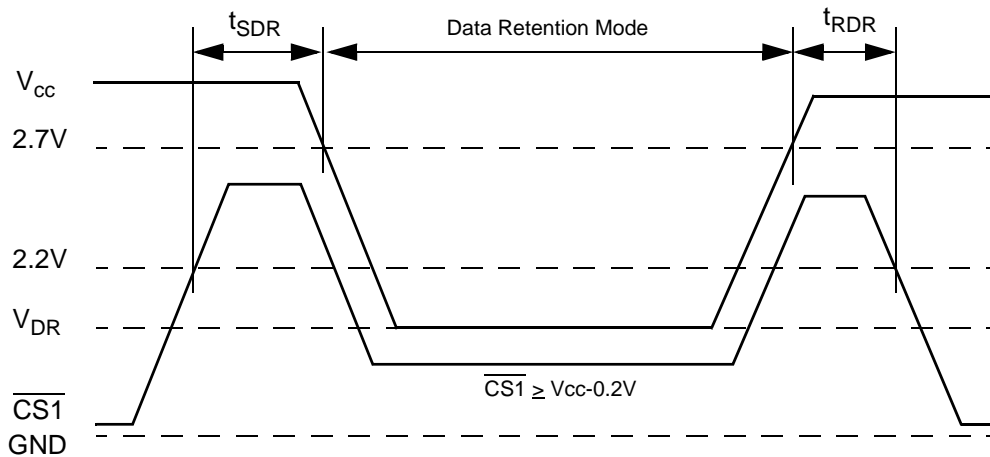 tSDR
Data Retention Mode
tRDR
Vcc
2.7V
2.2V
VDR
CS1 ≥ Vcc-0.2V
CS1
GND